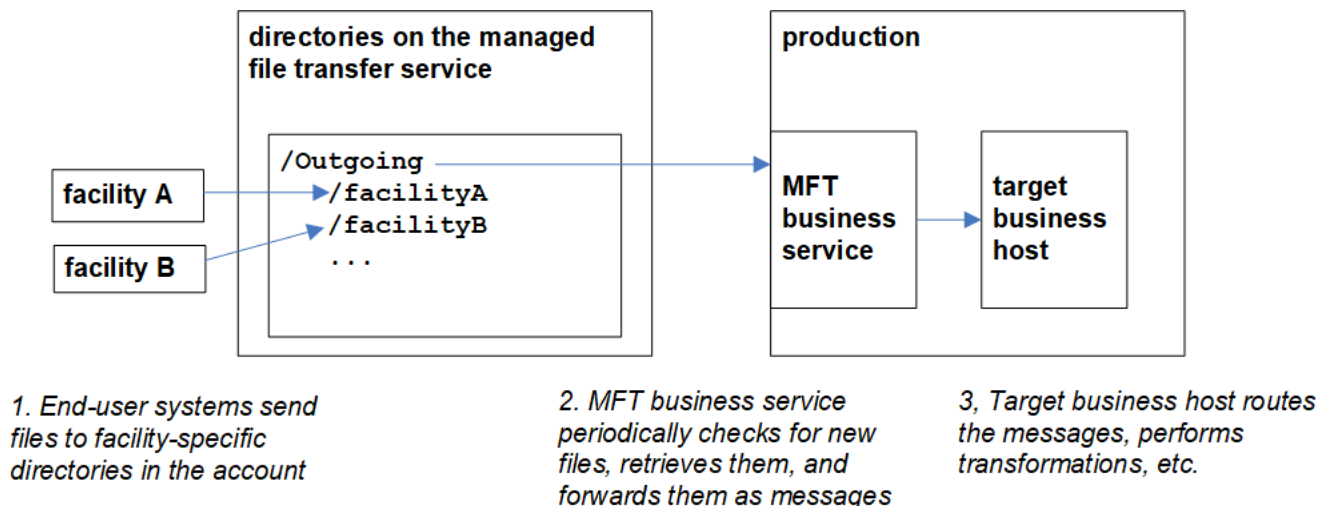 directories on the managed
file transfer service
production
/Outgoing
/facilityA
/facilityB
...
facility A
facility B
MFT
business
service
target
business
host
1. End-user systems send
files to facility-specific
directories in the account
2. MFT business service
periodically checks for new
files, retrieves them, and
forwards them as messages
3, Target business host routes
the messages, performs
transformations, etc.